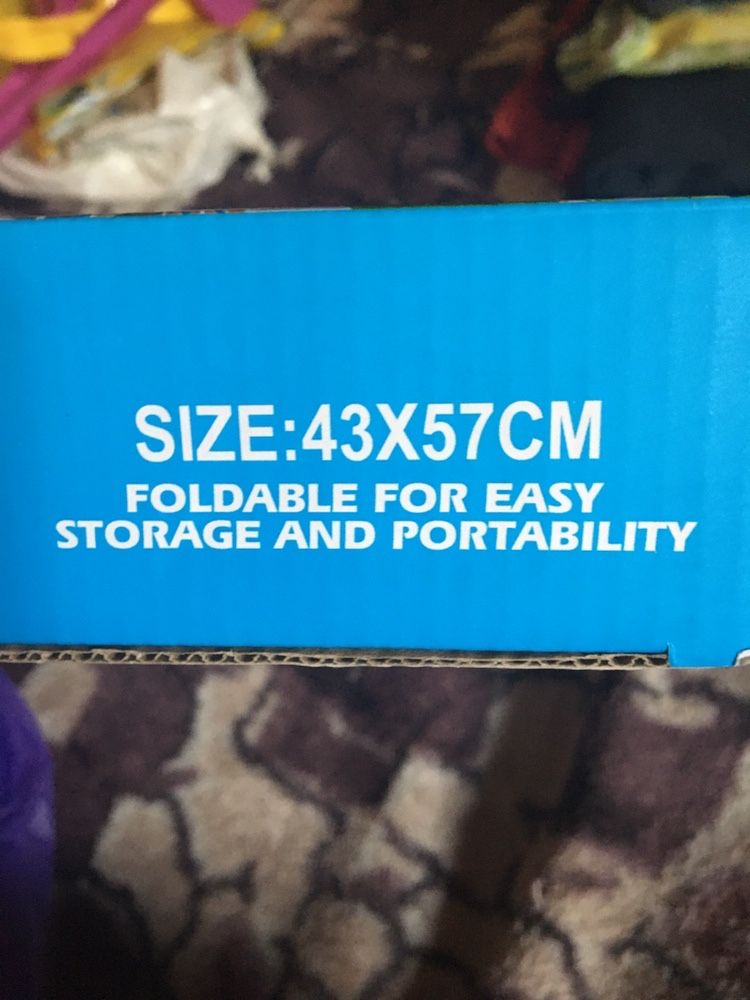 SIZE:43X57CM
FOLDABLE FOR EASY
STORAGE AND PORTABILITY